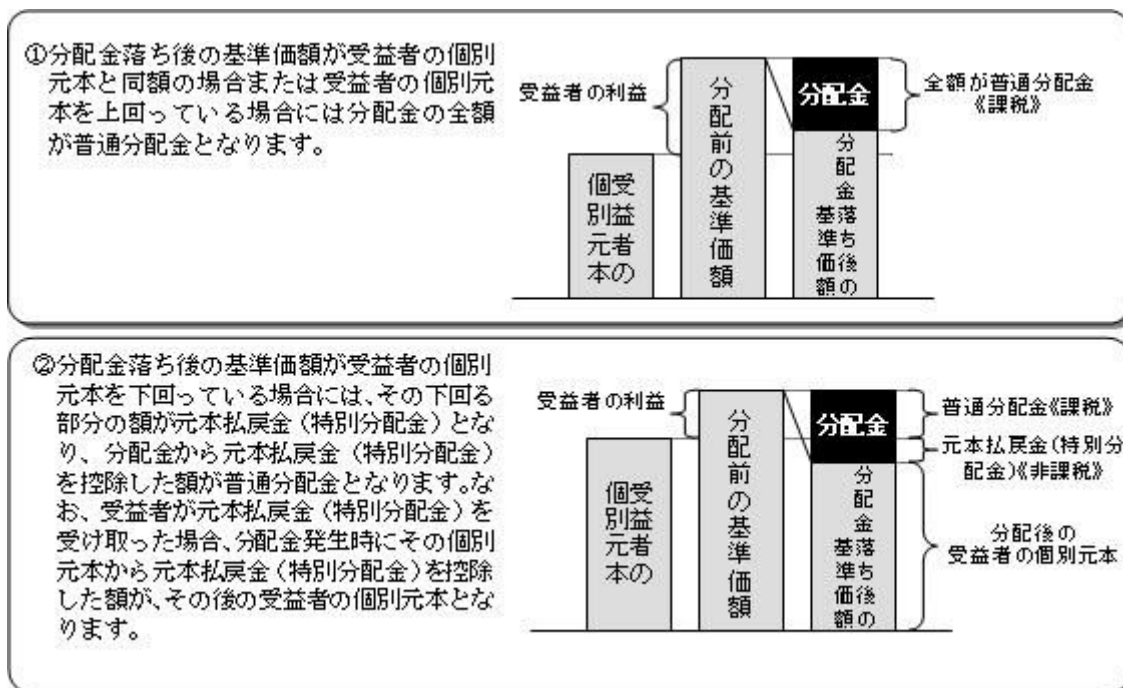 ①分配金落ち後の基準価額が受益者の個別
元本と同額の場合または受益者の個別元
本を上回っている場合には分配金の全額
が普通分配金となります。
受益者の利益
受益者の
個別元本
分配前の基準価額
分配金
分配金落ち後の
基準価額
全額が普通分配金
《課税》
②分配金落ち後の基準価額が受益者の個別
元本を下回っている場合には、その下回る
部分の額が元本払戻金（特別分配金）とな
り、分配金から元本払戻金（特別分配金）
を控除した額が普通分配金となります。な
お、受益者が元本払戻金（特別分配金）を
受け取った場合、分配金発生時にその個別
元本から元本払戻金（特別分配金）を控除
した額が、その後の受益者の個別元本とな
ります。
受益者の利益
受益者の
個別元本
分配前の基準価額
分配金
分配金落ち後の
基準価額
普通分配金《課税》
元本払戻金（特別分
配金）《非課税》
分配後の
受益者の個別元本